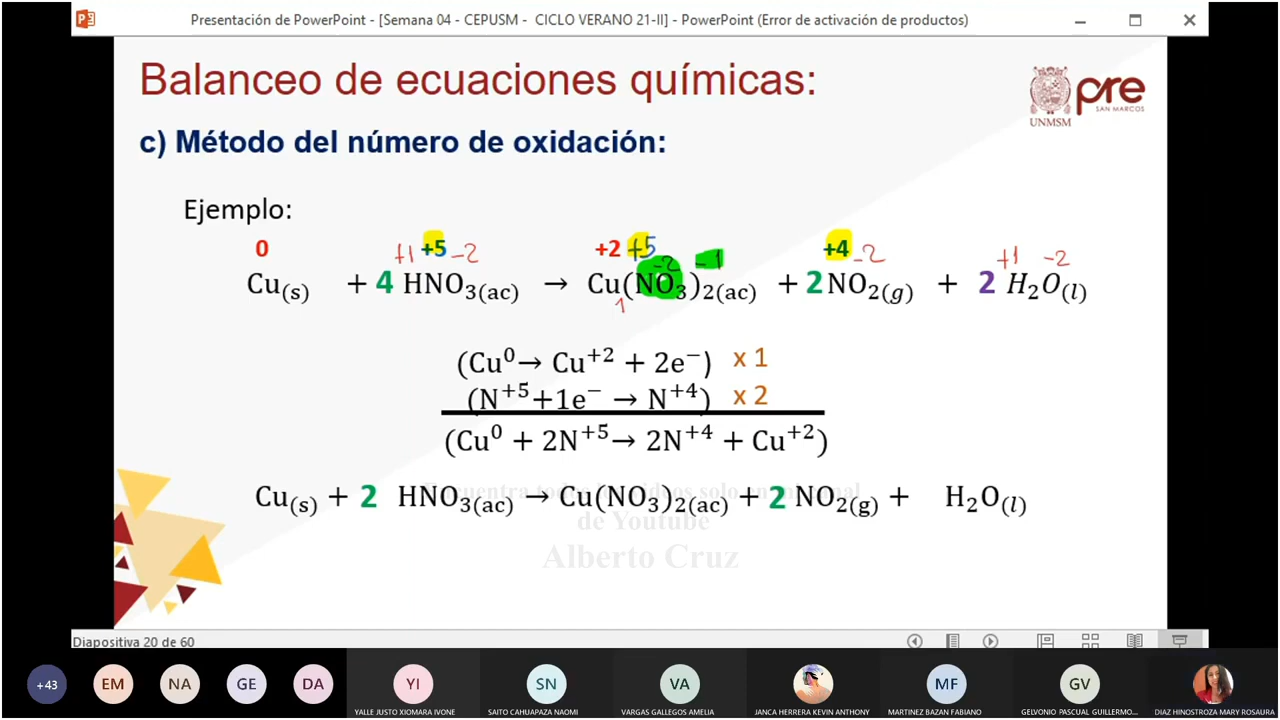 Presentación de PowerPoint - [Semana 04 - CEPUSM - CICLO VERANO 21-II] - PowerPoint (Error de activación de productos)
Balanceo de ecuaciones químicas:
UNMSM
pre
SAN MARCOS
c) Método del número de oxidación:
Ejemplo:
0 +1 +5 -2 +2 +5 -2 -1 +4 -2 +1 -2
Cu(s) + 4 HNO3(ac) → Cu(NO3)2(ac) + 2 NO2(g) + 2 H2O(l)
1
(Cu⁰ → Cu⁺² + 2e⁻) x 1
(N⁺⁵ +1e⁻ → N⁺⁴) x 2
(Cu⁰ + 2N⁺⁵ → 2N⁺⁴ + Cu⁺²)
Cu(s) + 2 HNO3(ac) → Cu(NO3)2(ac) + 2 NO2(g) + H2O(l)
de Youtube
Alberto Cruz
Diapositiva 20 de 60
+43 EM NA GE DA YI SN VA MF GV
YALLE JUSTO XIOMARA IVONE SAITO CAHUAPAZA NAOMI VARGAS GALLEGOS AMELIA JANCA HERRERA KEVIN ANTHONY MARTINEZ BAZAN FABIANO GELVONIO PASCUAL GUILLERMO... DIAZ HINOSTROZA MARY ROSAURA